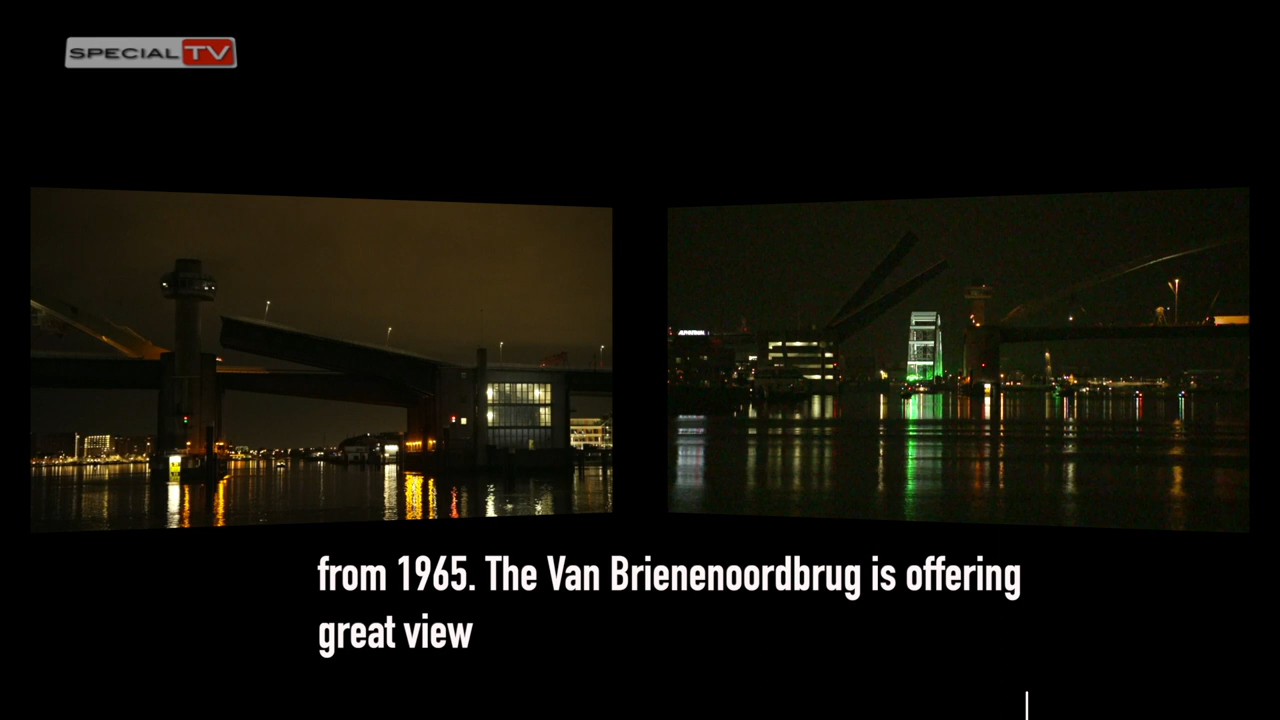 SPECIAL TV
from 1965. The Van Brienenoordbrug is offering
great view